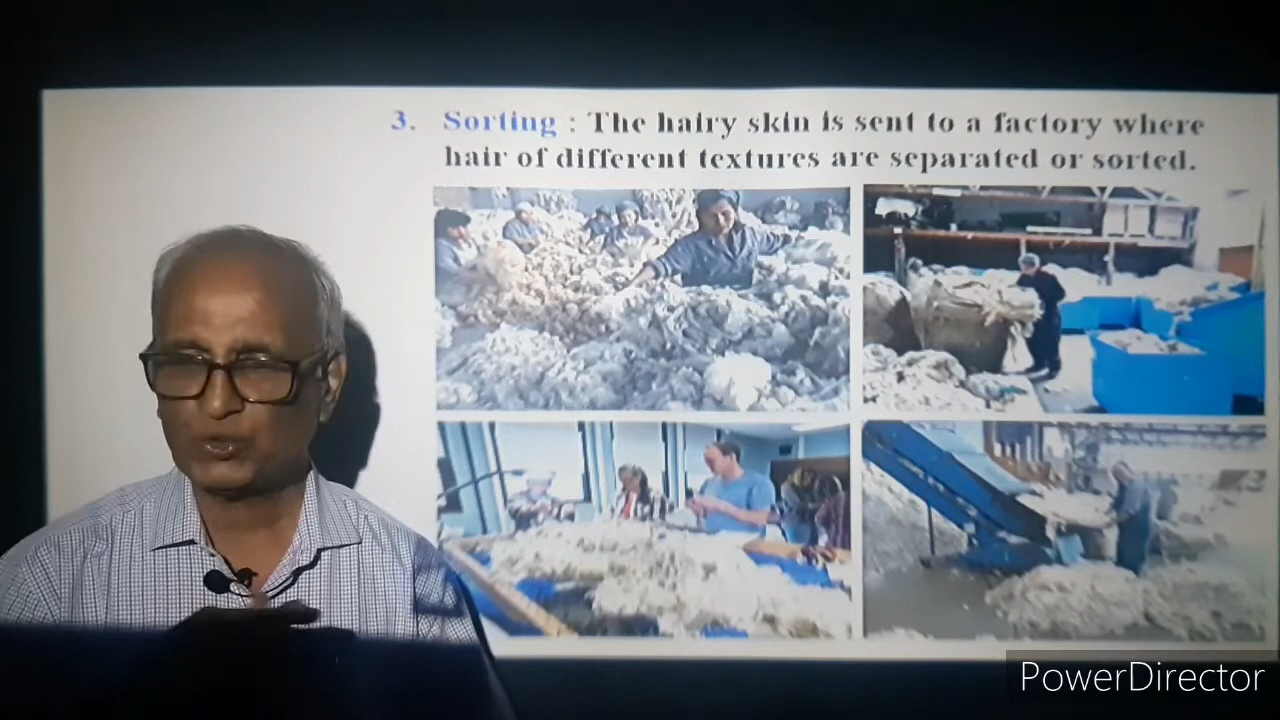 3. Sorting : The hairy skin is sent to a factory where
hair of different textures are separated or sorted.
PowerDirector